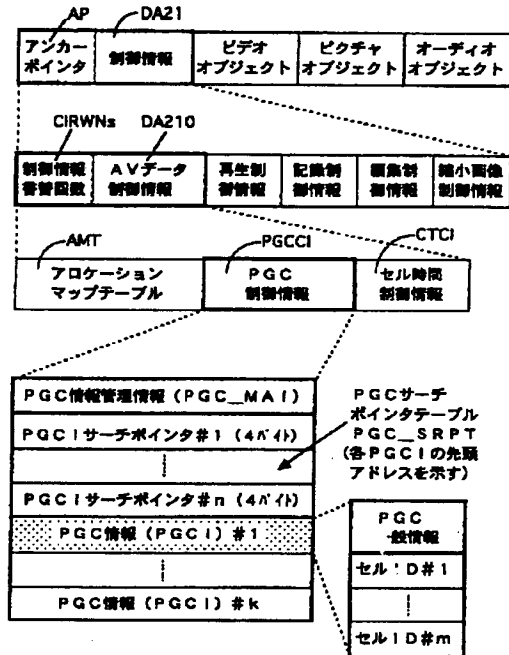 AP
DA21
アンカー
ポインタ
制御情報
ビデオ
オブジェクト
ピクチャ
オブジェクト
オーディオ
オブジェクト
CIRWNs
DA210
制御情報
書替回数
AVデータ
制御情報
再生制
御情報
記録制
御情報
編集制
御情報
縮小画像
制御情報
AMT
PGCCI
CTCI
アロケーション
マップテーブル
PGC
制御情報
セル時間
制御情報
PGC情報管理情報(PGC_MAI)
PGCIサーチポインタ#1(4バイト)
PGCIサーチポインタ#n(4バイト)
PGC情報(PGCI)#1
PGC情報(PGCI)#k
PGCサーチ
ポインタテーブル
PGC_SRPT
(各PGCIの先頭
アドレスを示す)
PGC
一般情報
セルID#1
セルID#m